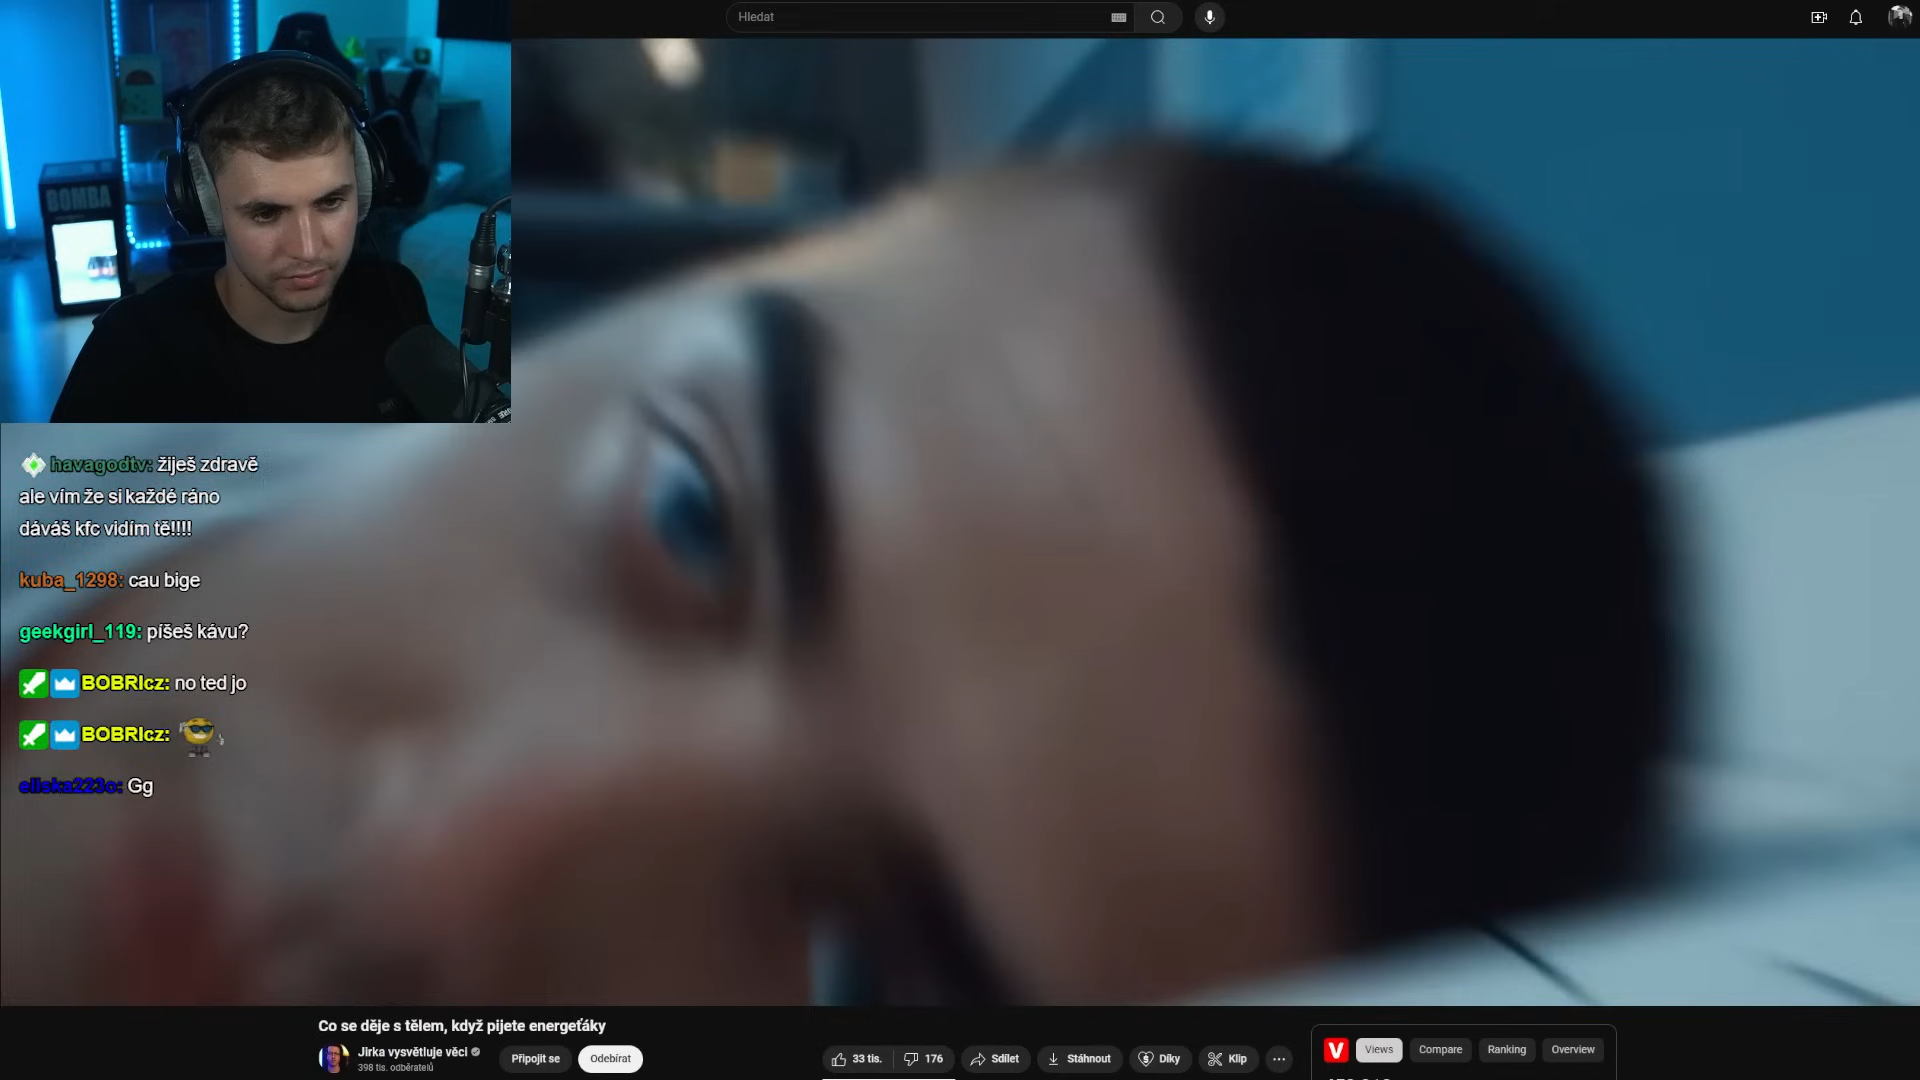 Hledat
BOMBA
havagodtv: žiješ zdravě
ale vím že si každé ráno
dáváš kfc vidím tě!!!!
kuba_1298: cau bige
geekgirl_119: píšeš kávu?
BOBRIcz: no ted jo
BOBRIcz:
eliska223o: Gg
Co se děje s tělem, když pijete energeťáky
Jirka vysvětluje věci
398 tis. odběratelů
Připojit se
Odebírat
33 tis.
176
Sdílet
Stáhnout
Díky
Klip
Views
Compare
Ranking
Overview